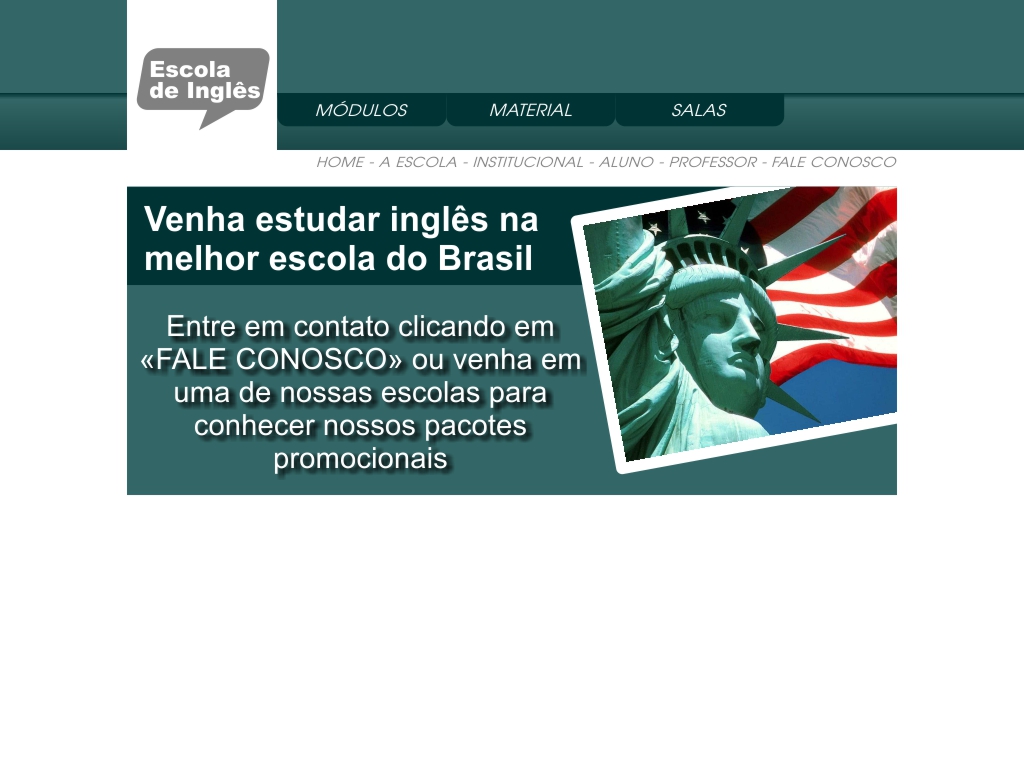 Escola
de Inglês
MÓDULOS MATERIAL SALAS
HOME - A ESCOLA - INSTITUCIONAL - ALUNO - PROFESSOR - FALE CONOSCO
Venha estudar inglês na
melhor escola do Brasil
Entre em contato clicando em
«FALE CONOSCO» ou venha em
uma de nossas escolas para
conhecer nossos pacotes
promocionais